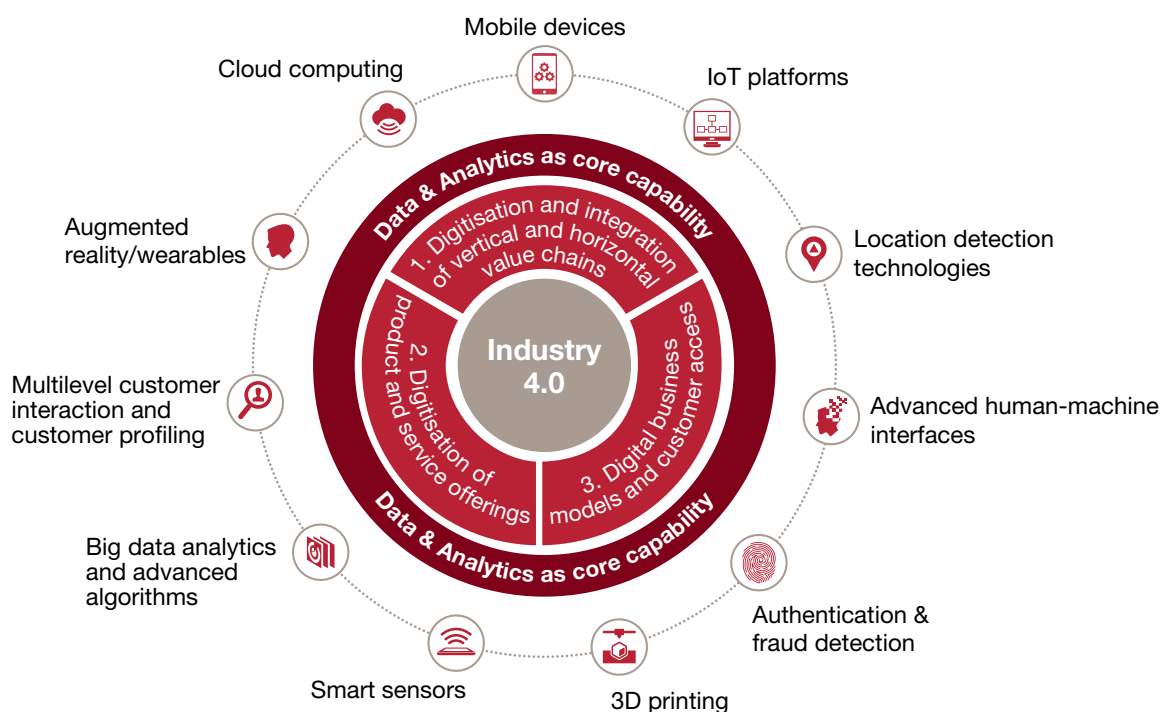 Mobile devices
Cloud computing
IoT platforms
Data & Analytics as core capability
1. Digitisation and integration
of vertical and horizontal
value chains
Augmented
reality/wearables
Location detection
technologies
Industry
4.0
2. Digitisation of
product and service offerings
3. Digital business
models and customer access
Multilevel customer
interaction and
customer profiling
Advanced human-machine
interfaces
Data & Analytics as core capability
Big data analytics
and advanced
algorithms
Authentication &
fraud detection
Smart sensors
3D printing